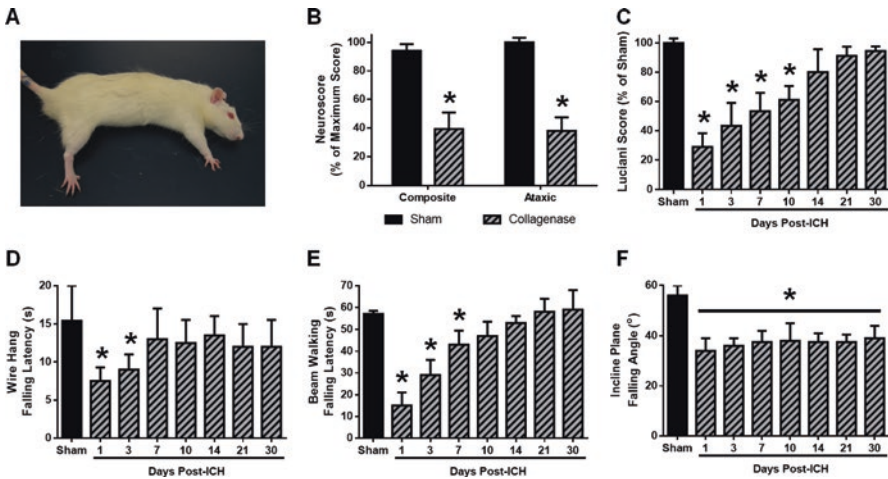 A
B
Neuroscore
(% of Maximum Score)
100
80
60
40
20
0
*
*
Composite
Ataxic
Sham
Collagenase
C
Luciani Score (% of Sham)
100
80
60
40
20
0
*
*
*
*
Sham 1 3 7 10 14 21 30
Days Post-ICH
D
Wire Hang
Falling Latency (s)
20
15
10
5
0
*
*
Sham 1 3 7 10 14 21 30
Days Post-ICH
E
Beam Walking
Falling Latency (s)
70
60
50
40
30
20
10
0
*
*
*
Sham 1 3 7 10 14 21 30
Days Post-ICH
F
Incline Plane
Falling Angle (°)
60
40
20
0
*
Sham 1 3 7 10 14 21 30
Days Post-ICH